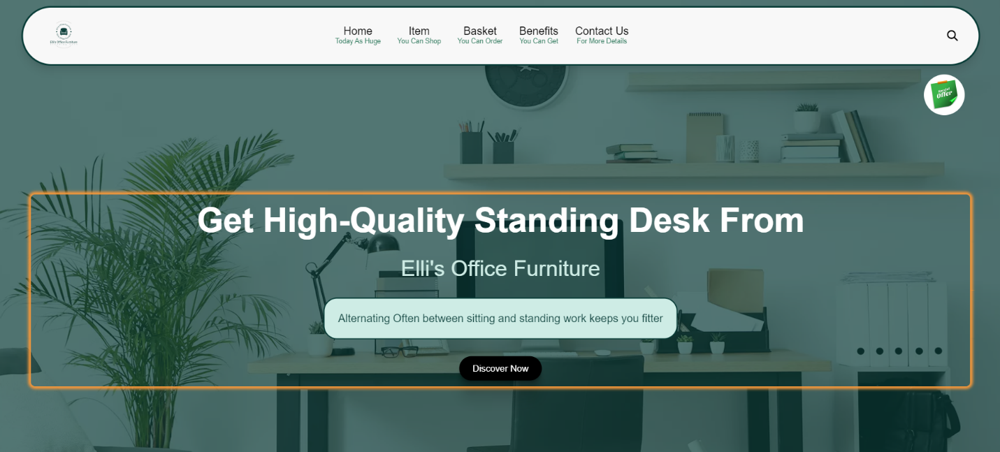 Elli's Office Furniture
Home
Today As Huge
Item
You Can Shop
Basket
You Can Order
Benefits
You Can Get
Contact Us
For More Details
Special
Offer
Get High-Quality Standing Desk From
Elli's Office Furniture
Alternating Often between sitting and standing work keeps you fitter
Discover Now